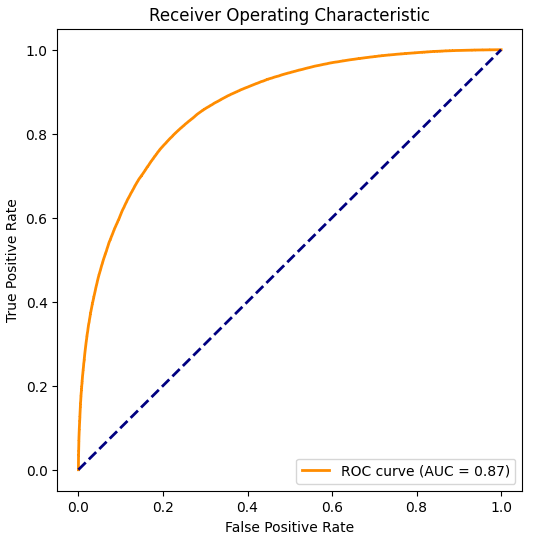 Receiver Operating Characteristic
True Positive Rate
1.0
0.8
0.6
0.4
0.2
0.0
ROC curve (AUC = 0.87)
0.0 0.2 0.4 0.6 0.8 1.0
False Positive Rate